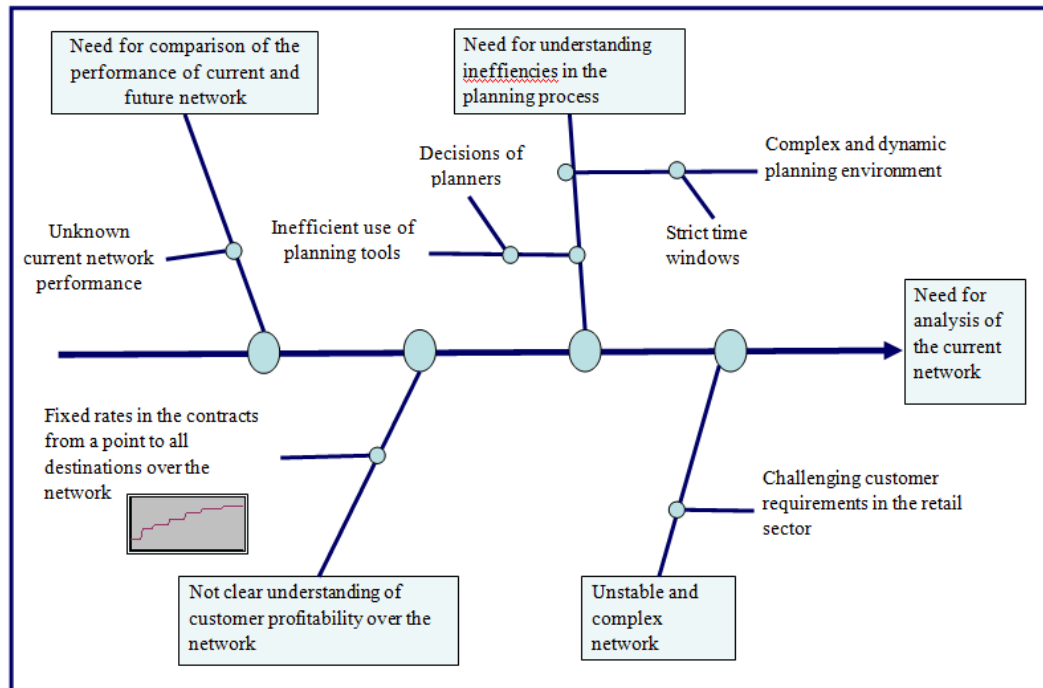 Need for comparison of the
performance of current and
future network
Need for understanding
ineffiencies in the
planning process
Complex and dynamic
planning environment
Decisions of
planners
Strict time
windows
Inefficient use of
planning tools
Unknown
current network
performance
Need for
analysis of
the current
network
Fixed rates in the contracts
from a point to all
destinations over the
network
Challenging customer
requirements in the retail
sector
Not clear understanding of
customer profitability over the
network
Unstable and
complex
network